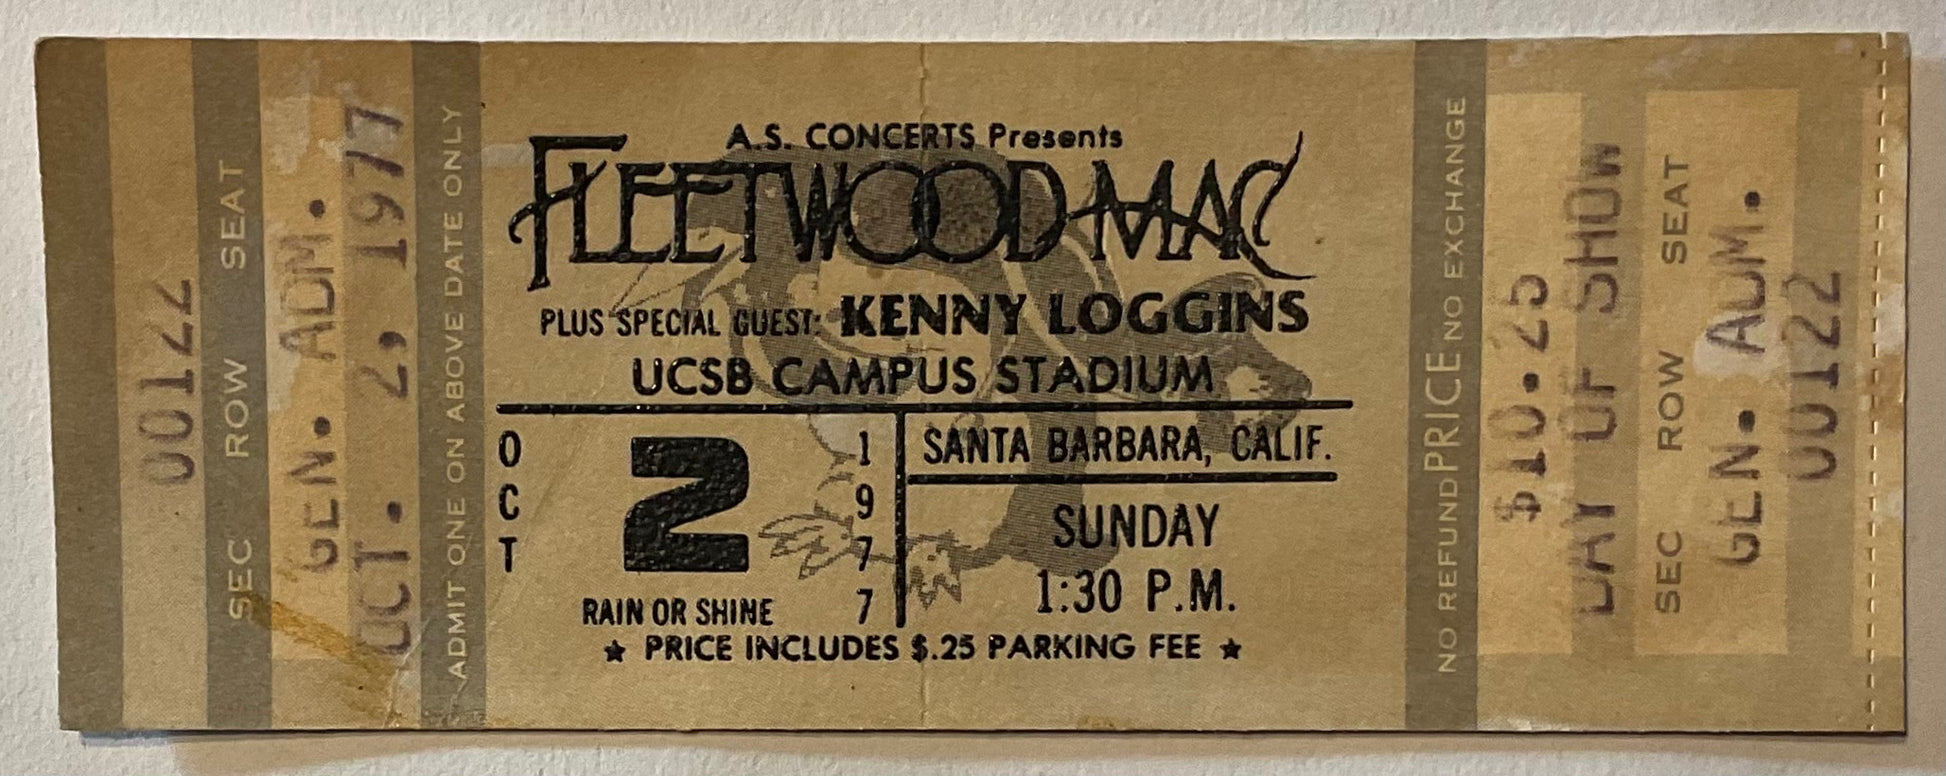 00122
SEC ROW SEAT
GEN. ADM.
OCT. 2, 1977
ADMIT ONE ON ABOVE DATE ONLY
A.S. CONCERTS Presents
FLEETWOOD MAC
PLUS SPECIAL GUEST: KENNY LOGGINS
UCSB CAMPUS STADIUM
OCT 2 1977
RAIN OR SHINE
SANTA BARBARA, CALIF.
SUNDAY
1:30 P.M.
★ PRICE INCLUDES $.25 PARKING FEE ★
NO REFUND PRICE NO EXCHANGE
$10.25
DAY OF SHOW
SEC ROW SEAT
GEN. ADM.
00122